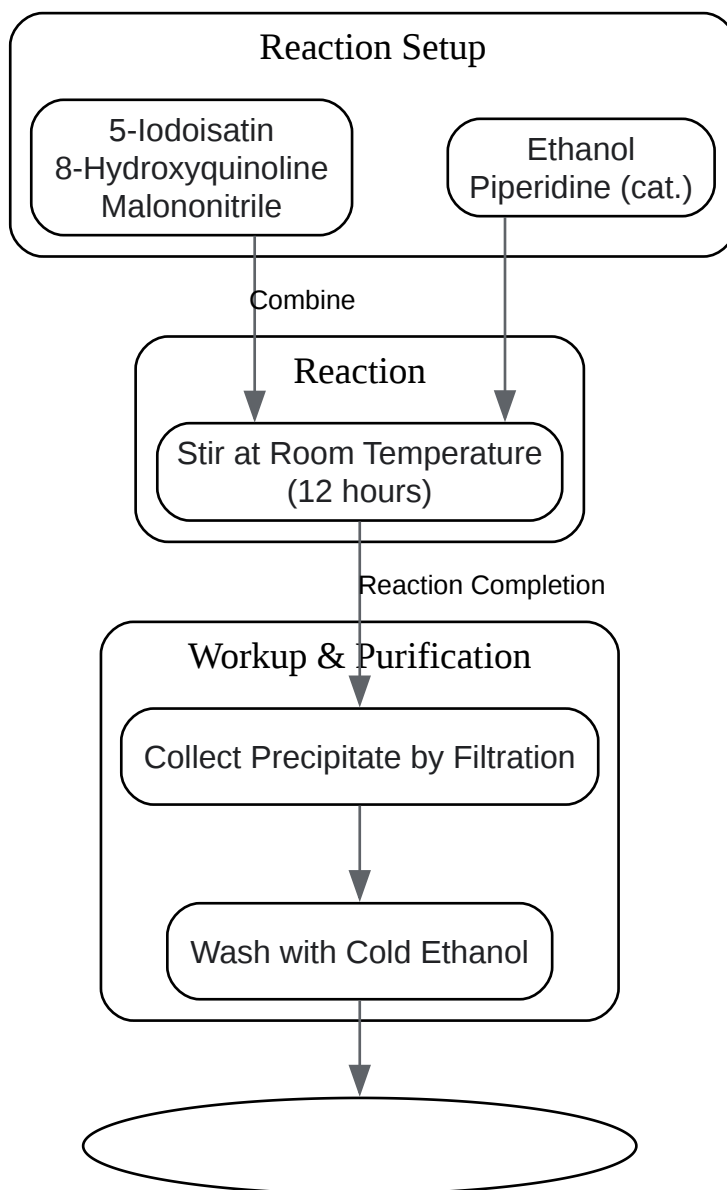 Reaction Setup
5-Iodoisatin
8-Hydroxyquinoline
Malononitrile
Ethanol
Piperidine (cat.)
Combine
Reaction
Stir at Room Temperature
(12 hours)
Reaction Completion
Workup & Purification
Collect Precipitate by Filtration
Wash with Cold Ethanol